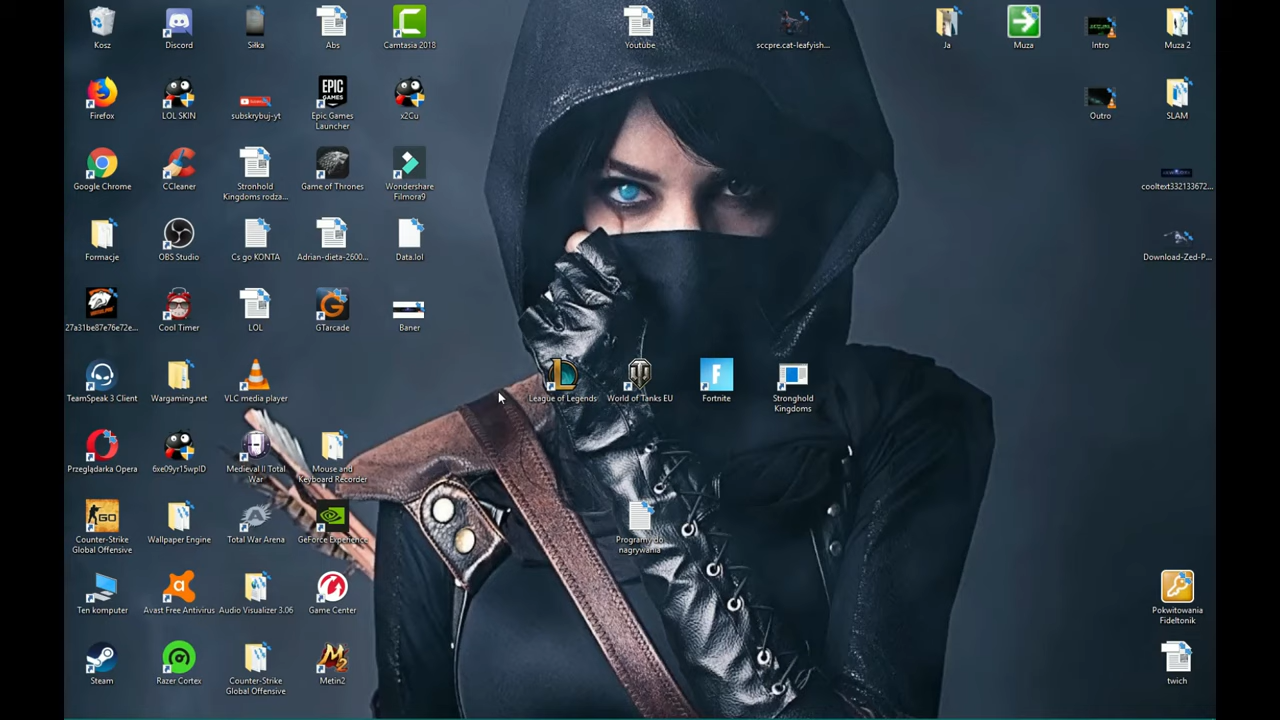 Kosz
Discord
Siłka
Abs
Camtasia 2018
Youtube
sccpre.cat-leafyish...
Ja
Muza
Intro
Muza 2
Firefox
LOL SKIN
subskrybuj-yt
EPIC
GAMES
Epic Games
Launcher
x2Cu
Outro
SLAM
Google Chrome
CCleaner
Stronhold
Kingdoms rodza...
Game of Thrones
Wondershare
Filmora9
cooltext332133672...
Formacje
OBS Studio
Cs go KONTA
Adrian-dieta-2600...
Data.lol
Download-Zed-P...
27a31be87e76e72e...
Cool Timer
LOL
GTarcade
Baner
TeamSpeak 3 Client
Wargaming.net
VLC media player
League of Legends
World of Tanks EU
Fortnite
Stronghold
Kingdoms
Przeglądarka Opera
6xe09yr15wpID
Medieval II Total
War
Mouse and
Keyboard Recorder
Counter-Strike
Global Offensive
Wallpaper Engine
Total War Arena
GeForce Experience
Programy do
nagrywania
Ten komputer
Avast Free Antivirus
Audio Visualizer 3.06
Game Center
Pokwitowania
Fideltonik
Steam
Razer Cortex
Counter-Strike
Global Offensive
Metin2
twich